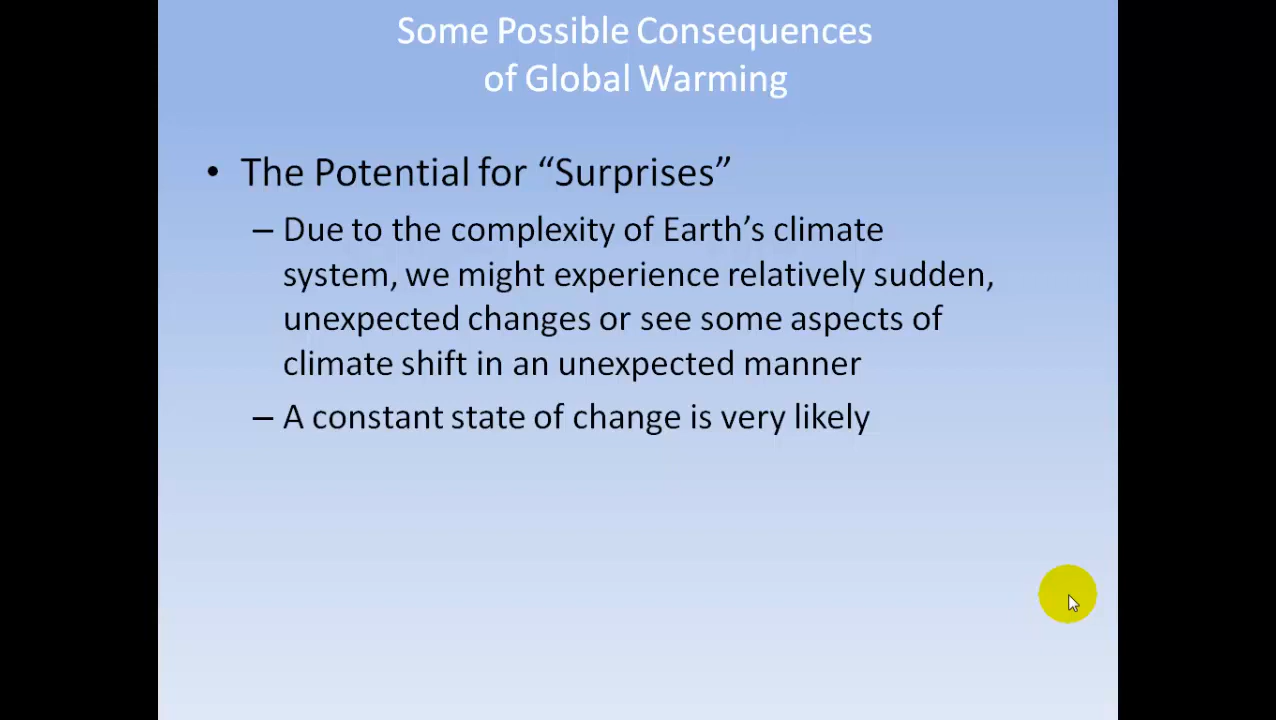 Some Possible Consequences
of Global Warming
• The Potential for “Surprises”
– Due to the complexity of Earth’s climate
system, we might experience relatively sudden,
unexpected changes or see some aspects of
climate shift in an unexpected manner
– A constant state of change is very likely